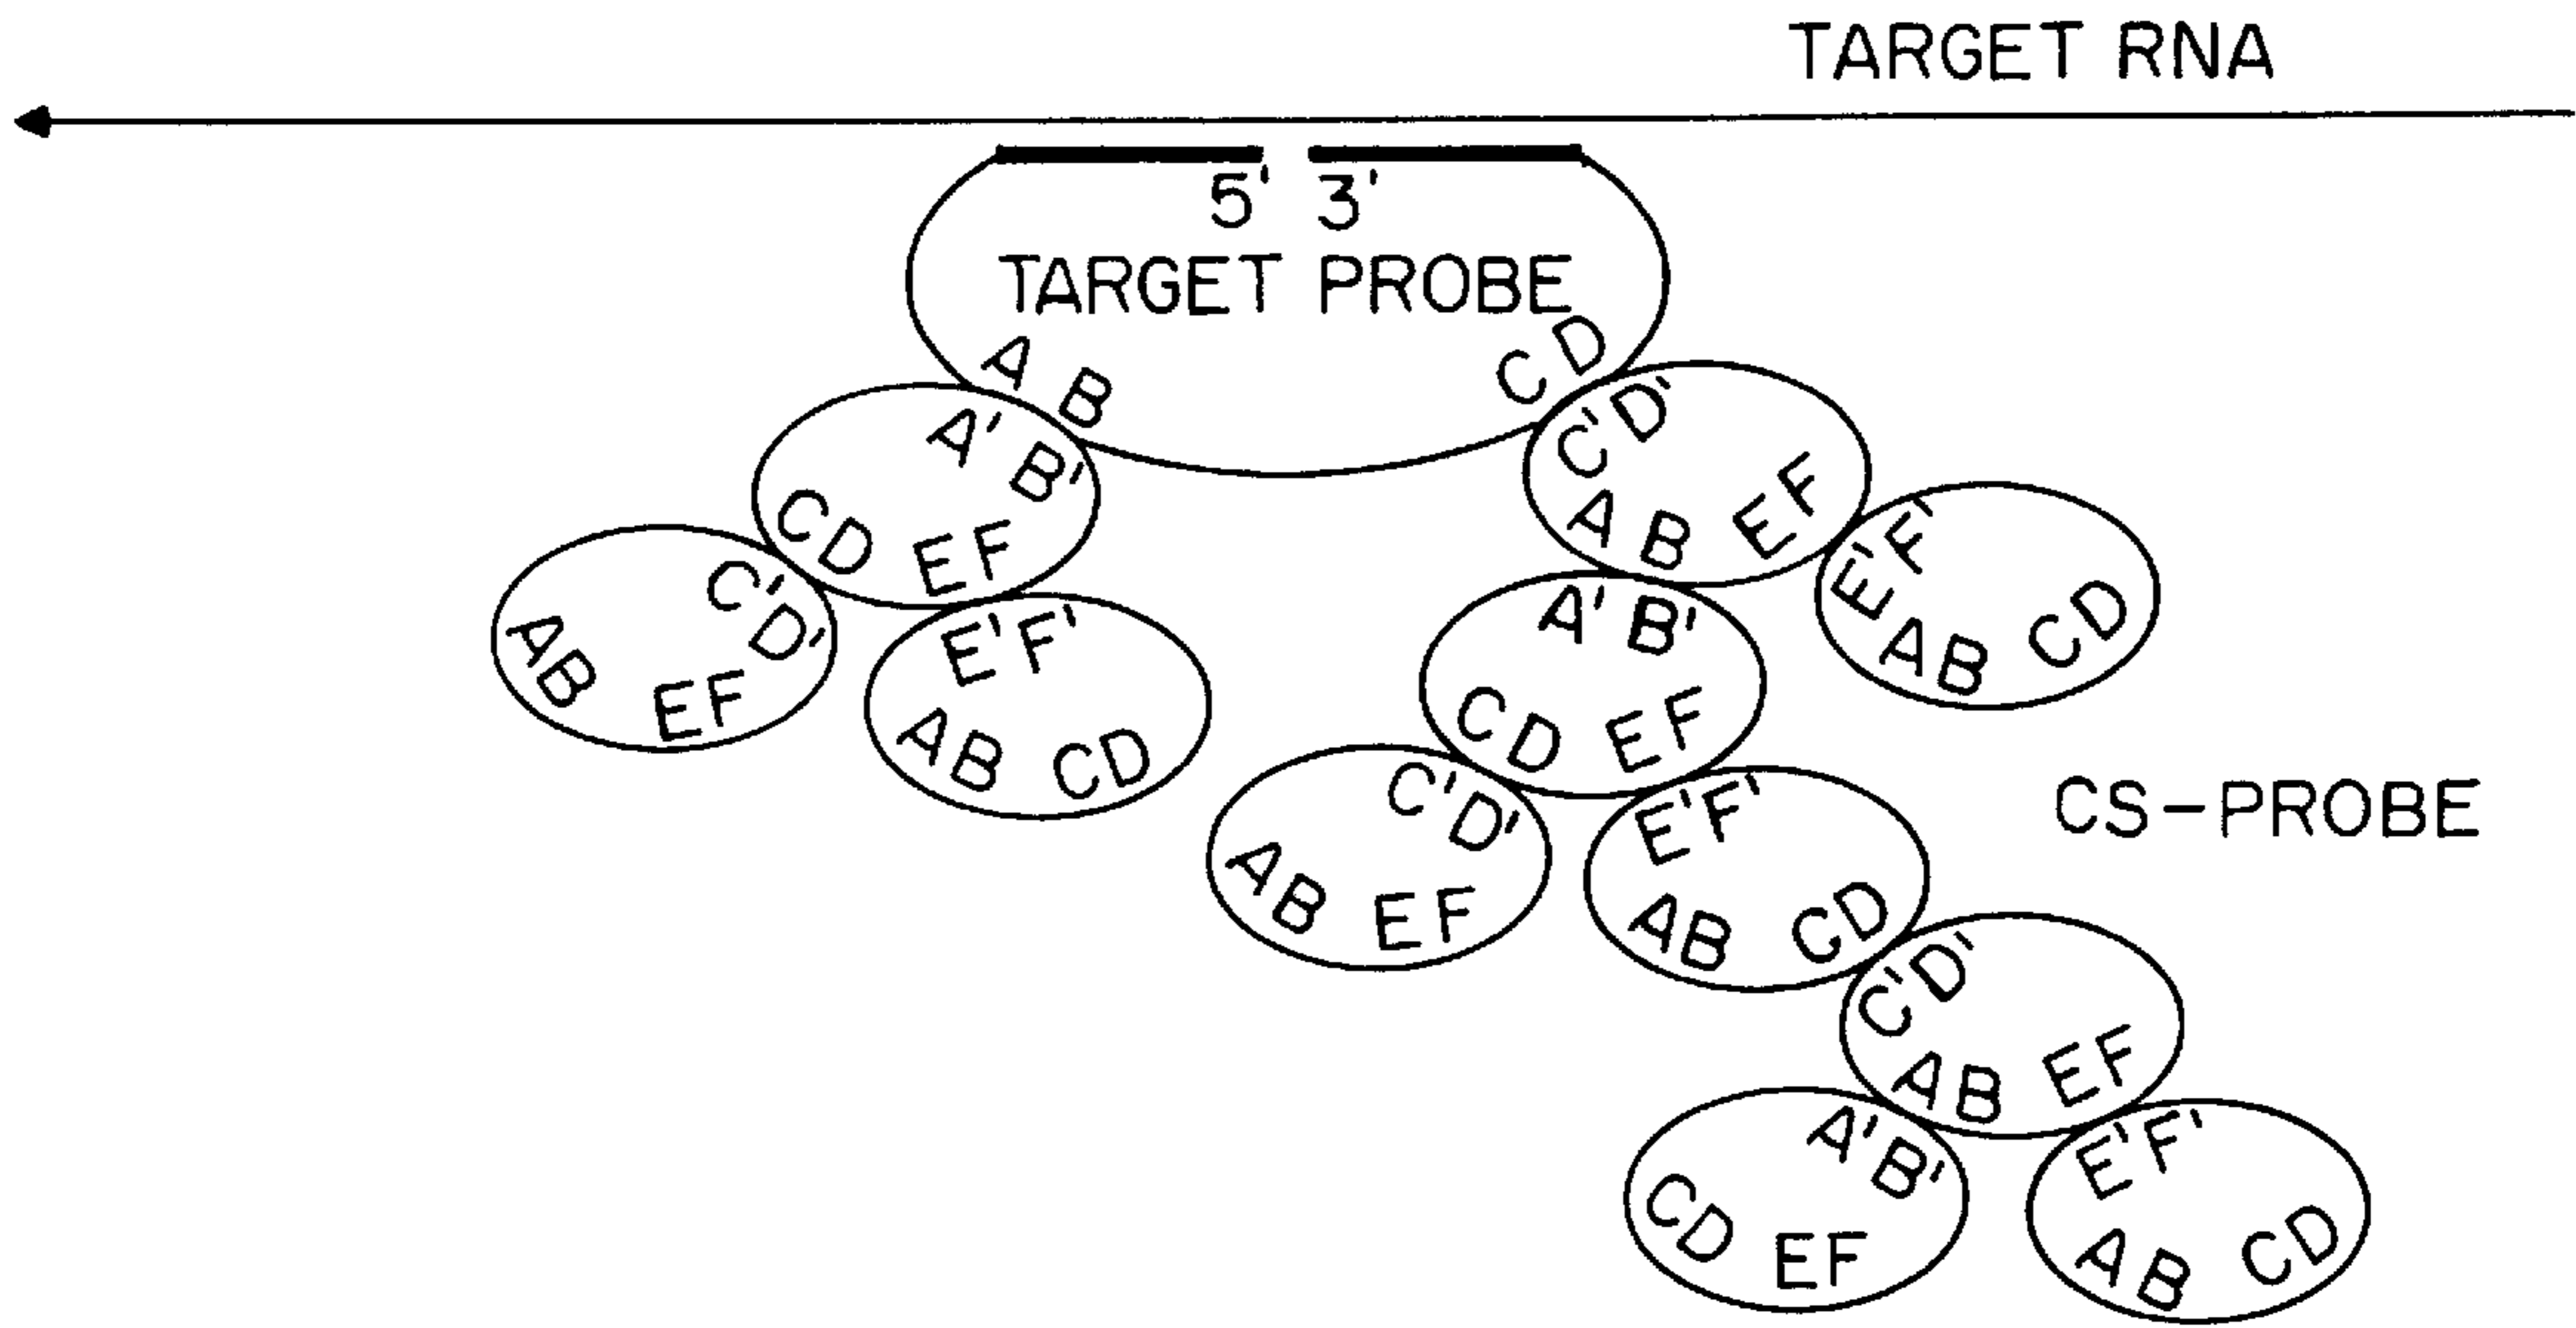 TARGET RNA
5' 3'
TARGET PROBE
A B
C D
A' B'
CD EF
C'D'
AB EF
C'D'
AB EF
E'F'
AB CD
E'F'
AB CD
A' B'
CD EF
C'D'
AB EF
E'F'
AB CD
CS-PROBE
C'D'
AB EF
A'B'
CD EF
E'F'
AB CD